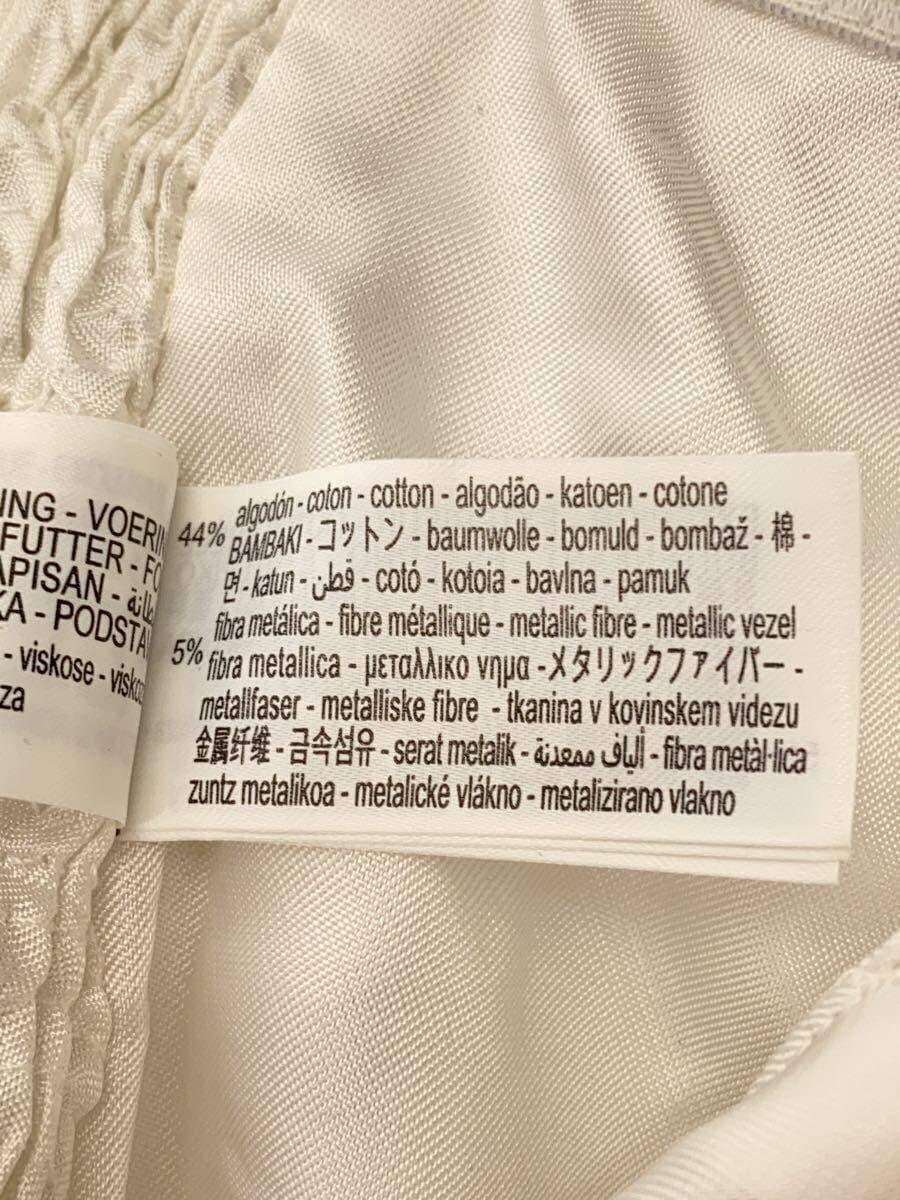 ING - VOERIN
FUTTER - FO
APISAN -
KA - PODSTA
- viskose - viskoz
za
44% algodón - coton - cotton - algodão - katoen - cotone
BAMBAKI - コットン - baumwolle - bomuld - bombaž - 棉 -
면 - katun - قطن - cotó - kotoia - bavlna - pamuk
5% fibra metálica - fibre métallique - metallic fibre - metallic vezel
fibra metallica - μεταλλικο νημα -メタリックファイバー -
metallfaser - metalliske fibre - tkanina v kovinskem videzu
金属纤维 - 금속섬유 - serat metalik - ألياف ممعدنة - fibra metàl·lica
zuntz metalikoa - metalické vlákno - metalizirano vlakno